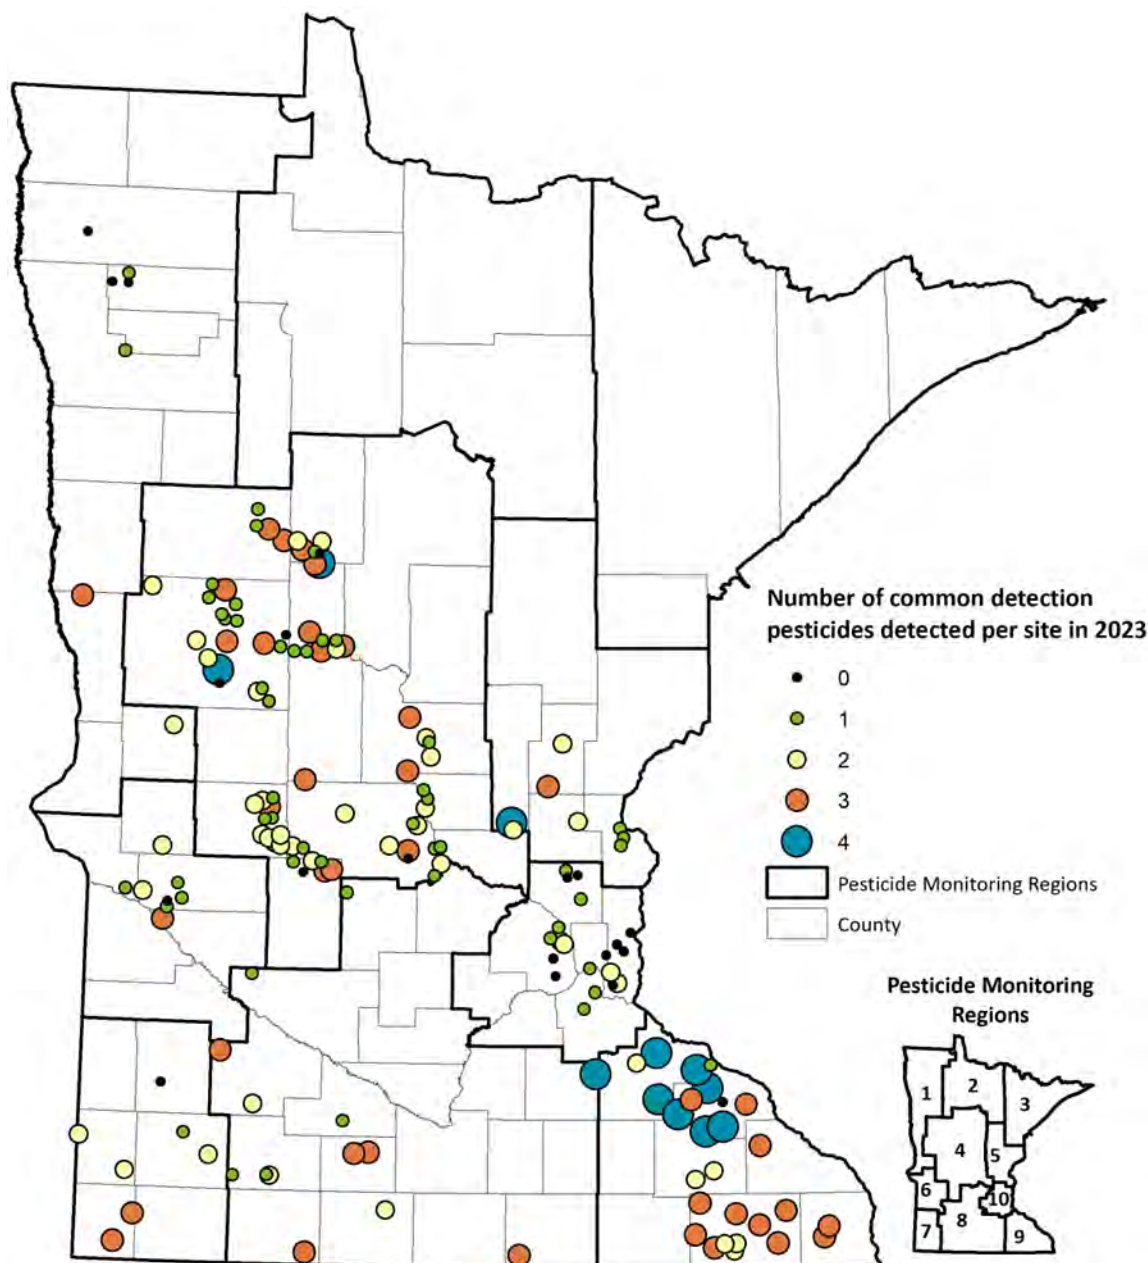 Number of common detection
pesticides detected per site in 2023
0
1
2
3
4
Pesticide Monitoring Regions
County
Pesticide Monitoring
Regions
1
2
3
4
5
6
10
7
8
9